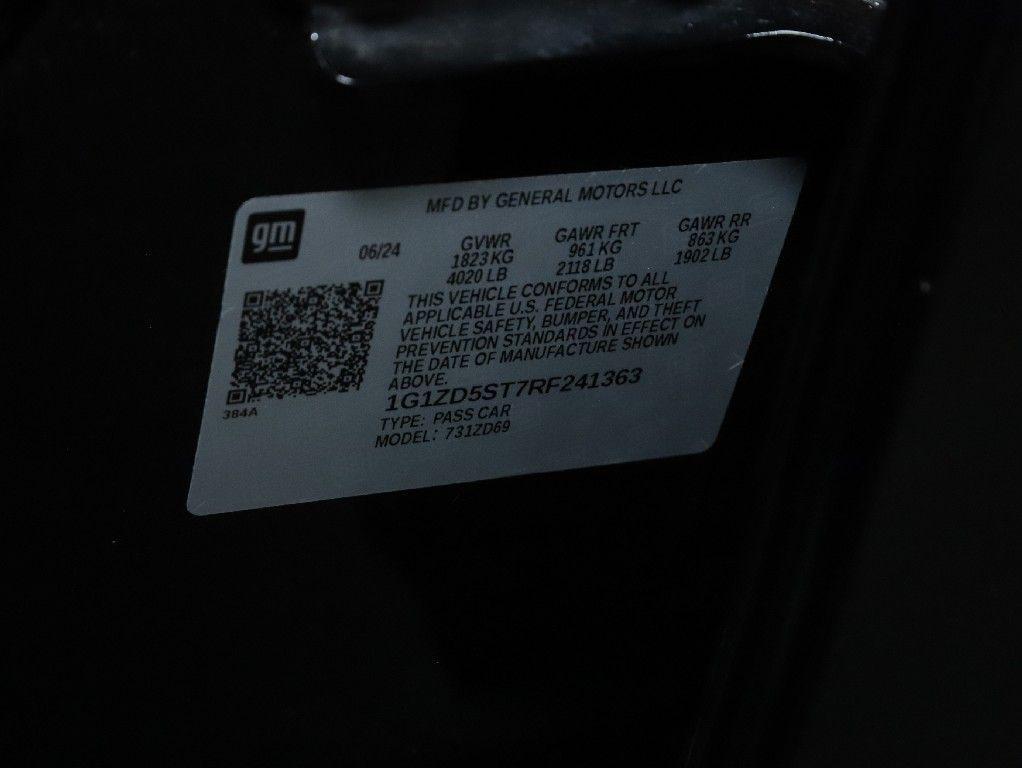 MFD BY GENERAL MOTORS LLC
gm
06/24
GVWR
1823 KG
4020 LB
GAWR FRT
961 KG
2118 LB
GAWR RR
863 KG
1902 LB
THIS VEHICLE CONFORMS TO ALL
APPLICABLE U.S. FEDERAL MOTOR
VEHICLE SAFETY, BUMPER, AND THEFT
PREVENTION STANDARDS IN EFFECT ON
THE DATE OF MANUFACTURE SHOWN
ABOVE.
1G1ZD5ST7RF241363
TYPE: PASS CAR
MODEL: 731ZD69
384A